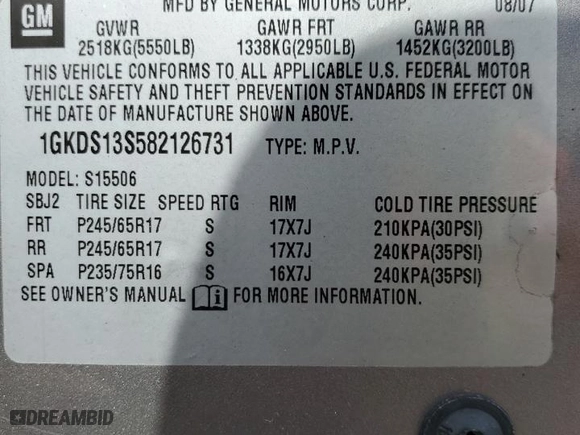 GM
MFD BY GENERAL MOTORS CORP. 08/07
GVWR GAWR FRT GAWR RR
2518KG(5550LB) 1338KG(2950LB) 1452KG(3200LB)
THIS VEHICLE CONFORMS TO ALL APPLICABLE U.S. FEDERAL MOTOR
VEHICLE SAFETY AND THEFT PREVENTION STANDARDS IN EFFECT ON
THE DATE OF MANUFACTURE SHOWN ABOVE.
1GKDS13S582126731 TYPE: M.P.V.
MODEL: S15506
SBJ2 TIRE SIZE SPEED RTG RIM COLD TIRE PRESSURE
FRT P245/65R17 S 17X7J 210KPA(30PSI)
RR P245/65R17 S 17X7J 240KPA(35PSI)
SPA P235/75R16 S 16X7J 240KPA(35PSI)
SEE OWNER'S MANUAL FOR MORE INFORMATION.
DREAMBID